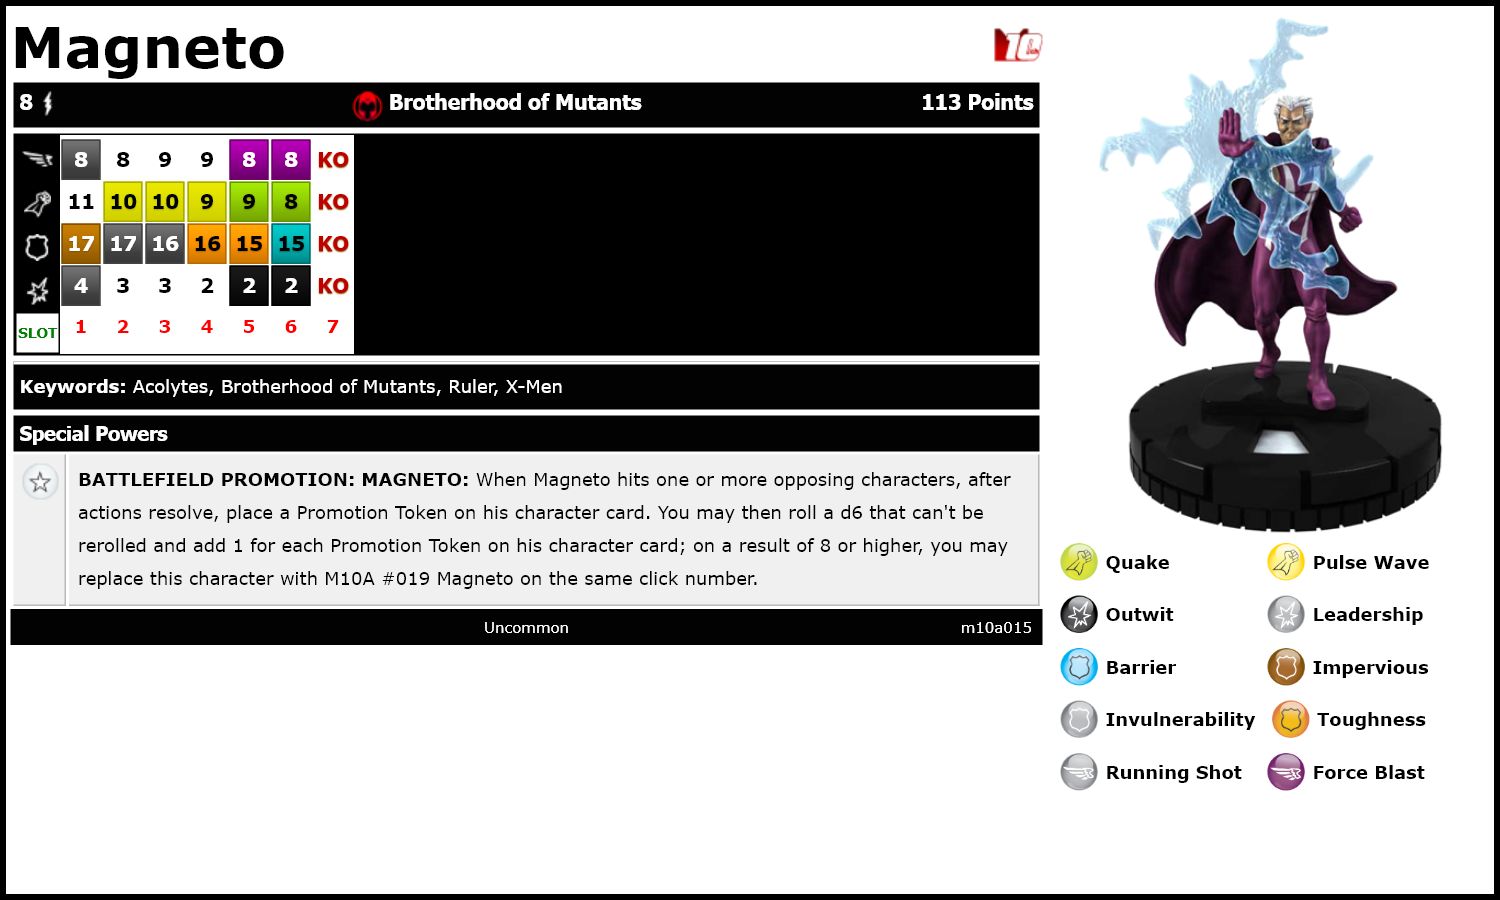 Magneto
10
8 Brotherhood of Mutants 113 Points
8 8 9 9 8 8 KO
11 10 10 9 9 8 KO
17 17 16 16 15 15 KO
4 3 3 2 2 2 KO
SLOT 1 2 3 4 5 6 7
Keywords: Acolytes, Brotherhood of Mutants, Ruler, X-Men
Special Powers
BATTLEFIELD PROMOTION: MAGNETO: When Magneto hits one or more opposing characters, after
actions resolve, place a Promotion Token on his character card. You may then roll a d6 that can't be
rerolled and add 1 for each Promotion Token on his character card; on a result of 8 or higher, you may
replace this character with M10A #019 Magneto on the same click number.
Uncommon m10a015
Quake Pulse Wave
Outwit Leadership
Barrier Impervious
Invulnerability Toughness
Running Shot Force Blast